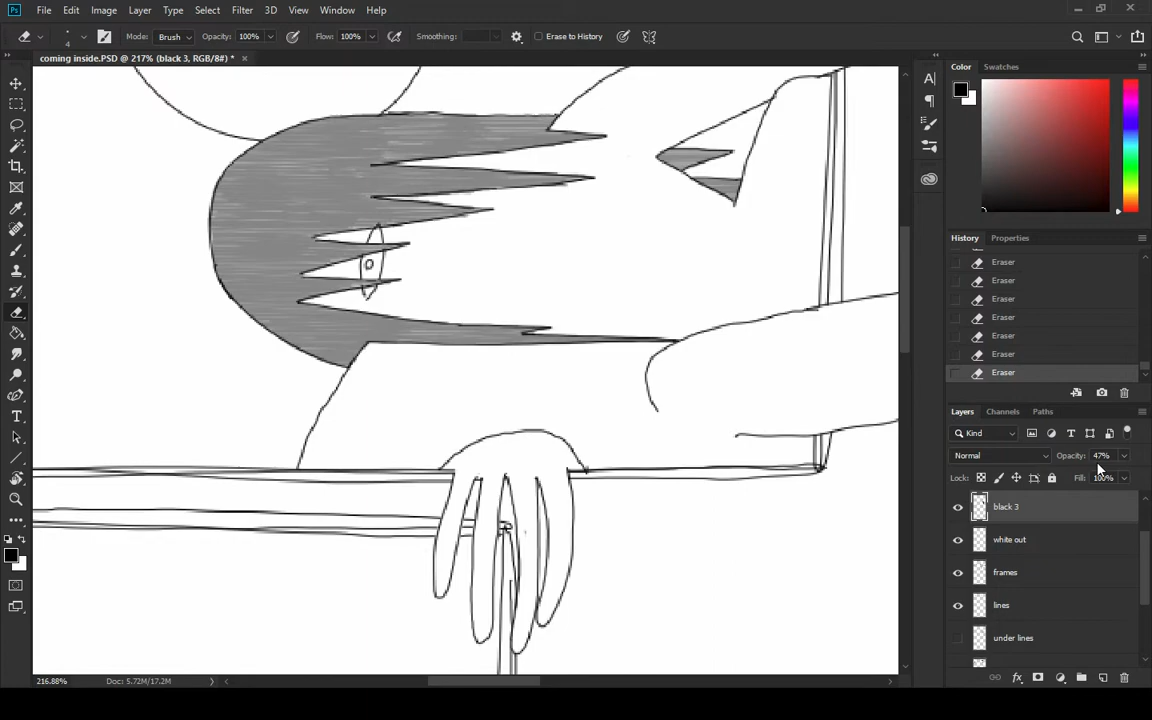 Ps File Edit Image Layer Type Select Filter 3D View Window Help
4 Mode: Brush Opacity: 100% Flow: 100% Smoothing: Erase to History
coming inside.PSD @ 217% (black 3, RGB/8#) * ×
Color Swatches
History Properties
Eraser
Eraser
Eraser
Eraser
Eraser
Eraser
Eraser
Layers Channels Paths
Kind
Normal Opacity: 47%
Lock: Fill: 100%
black 3
white out
frames
lines
under lines
216.88% Doc: 5.72M/17.2M